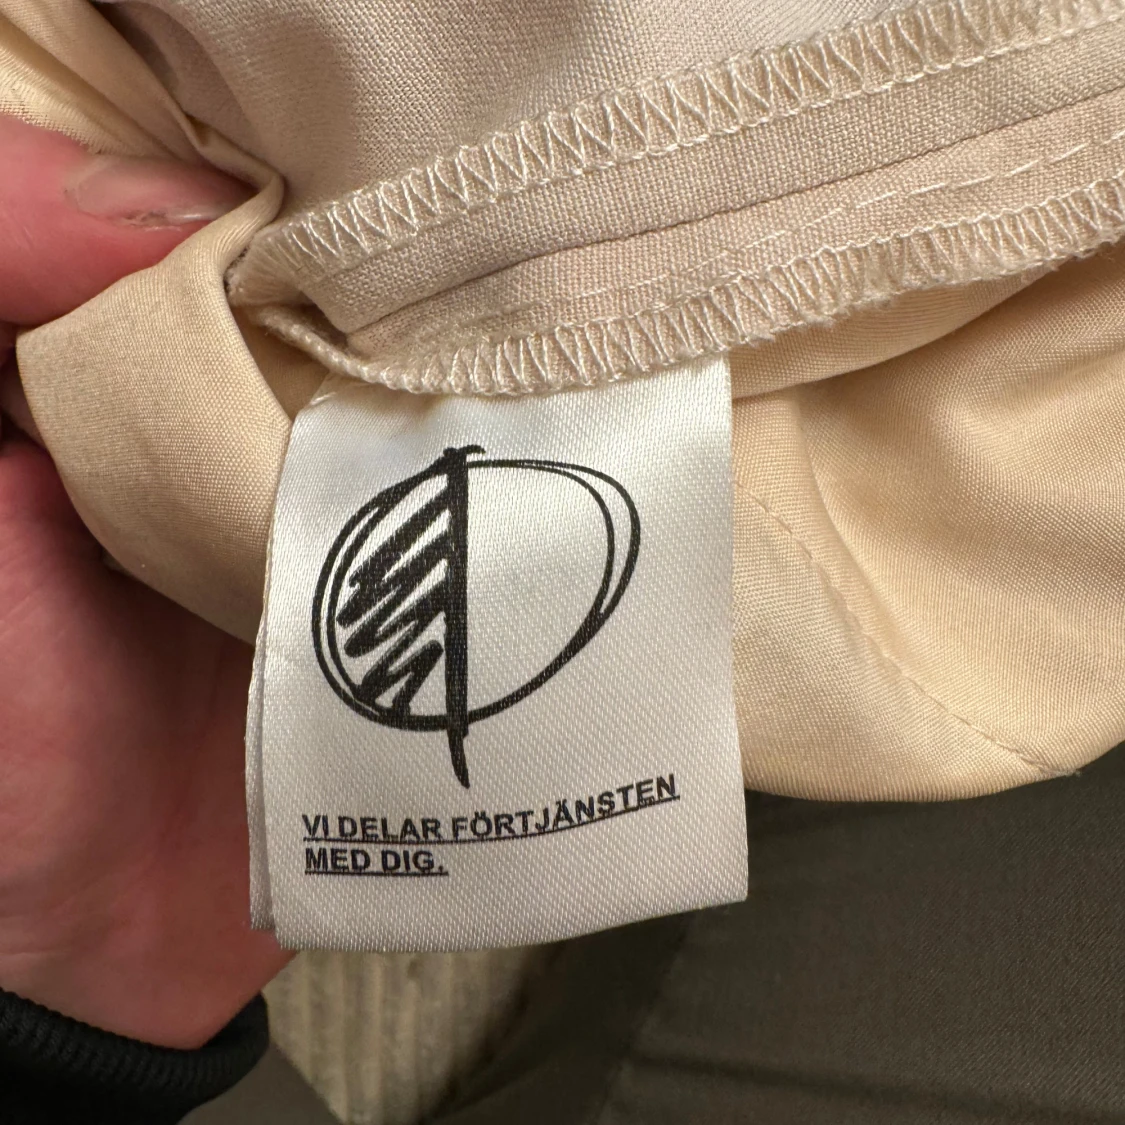 VI DELAR FÖRTJÄNSTEN
MED DIG.